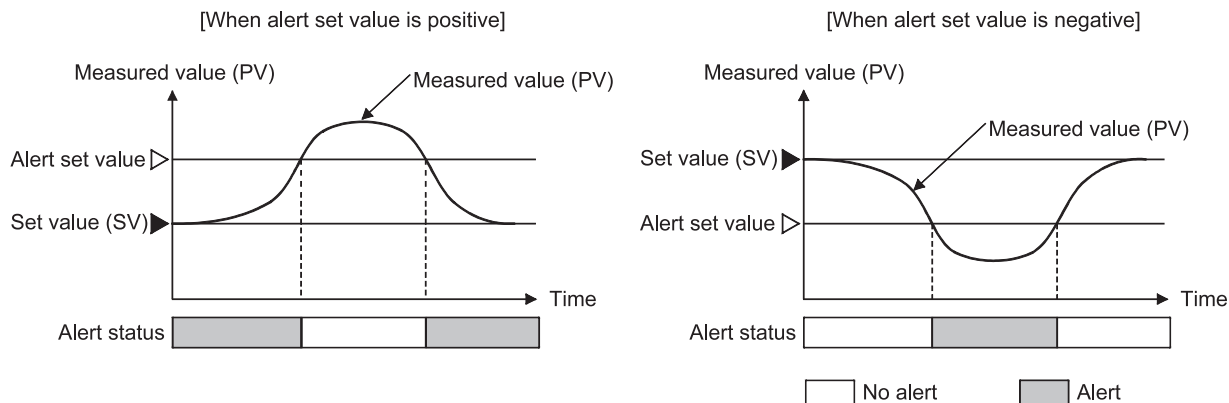 [When alert set value is positive]
Measured value (PV)
Measured value (PV)
Alert set value
Set value (SV)
Time
Alert status
[When alert set value is negative]
Measured value (PV)
Measured value (PV)
Set value (SV)
Alert set value
Time
Alert status
No alert
Alert